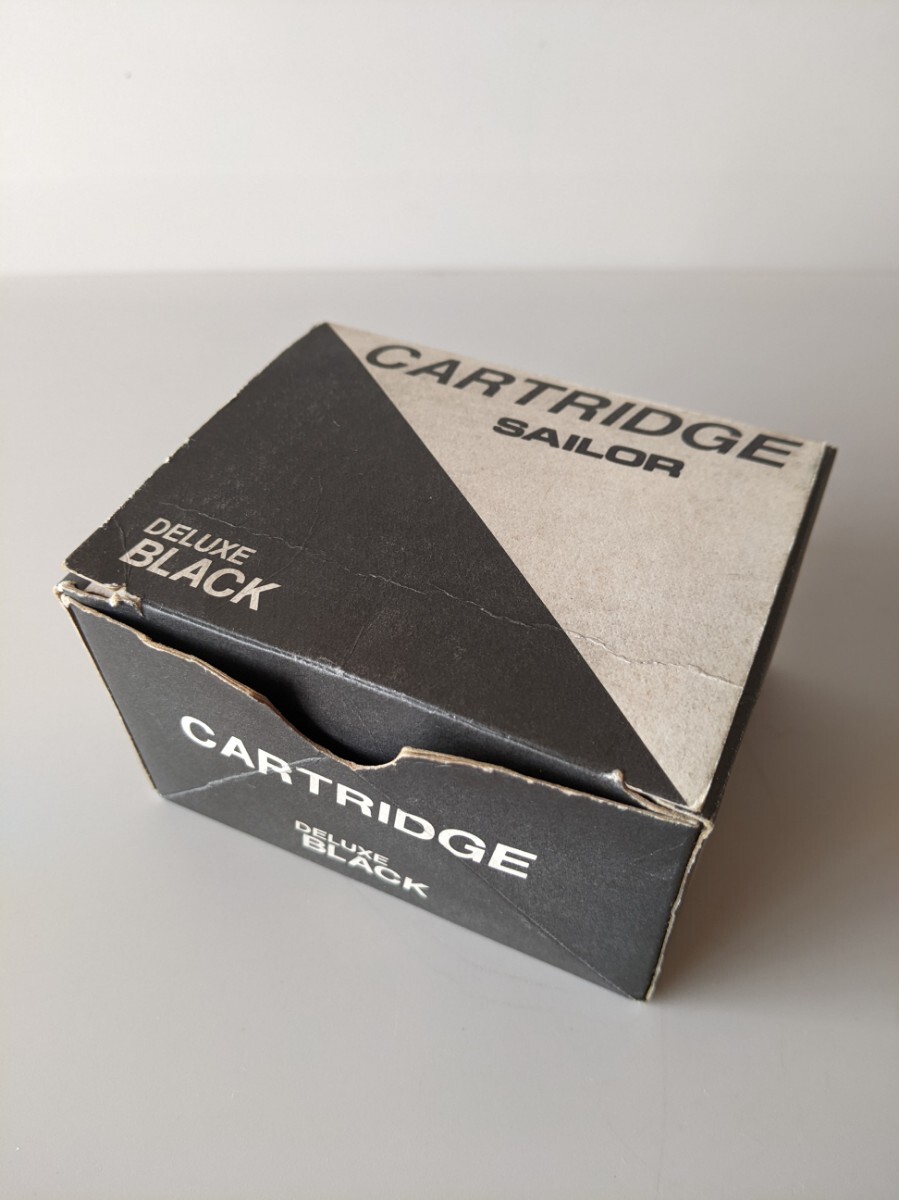 CARTRIDGE
SAILOR
DELUXE
BLACK
CARTRIDGE
DELUXE
BLACK